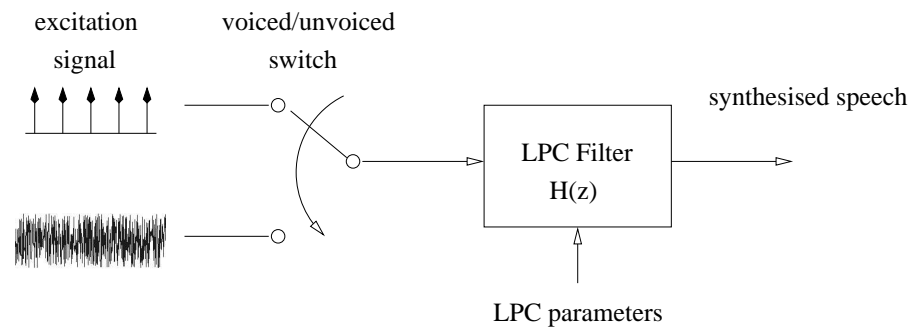 excitation
signal
voiced/unvoiced
switch
synthesised speech
LPC Filter
H(z)
LPC parameters